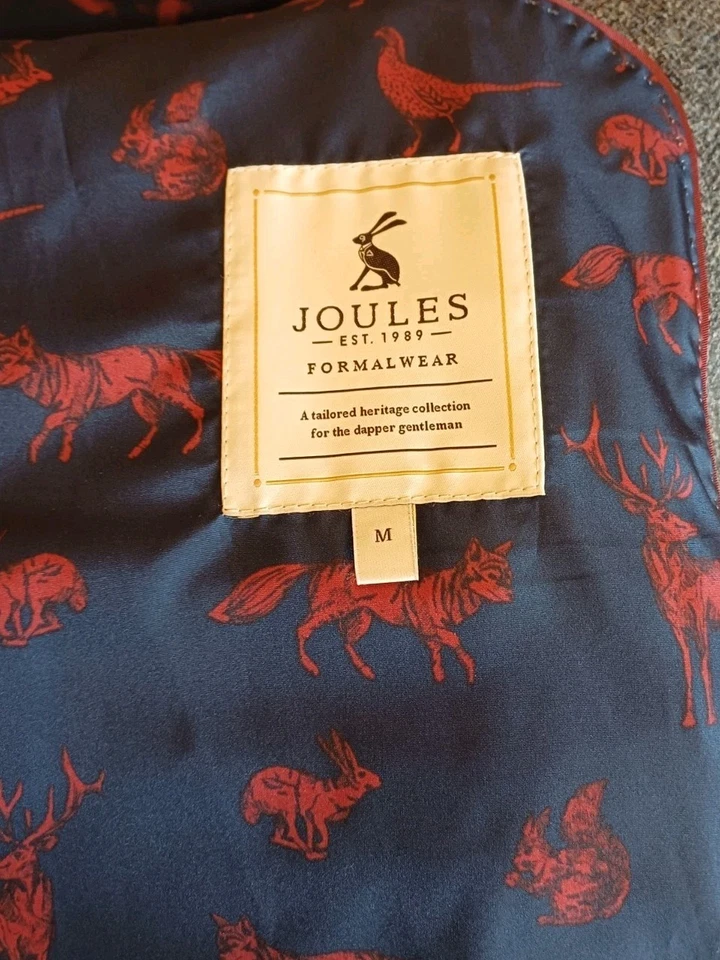 JOULES
EST. 1989
FORMALWEAR
A tailored heritage collection
for the dapper gentleman
M